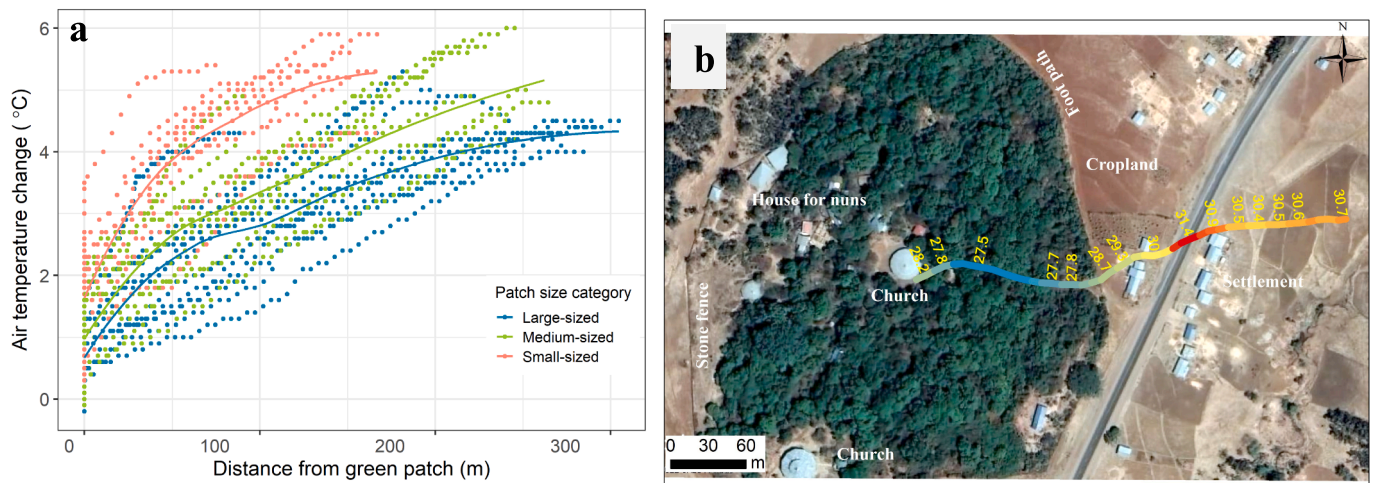 a
Air temperature change ( °C)
6
4
2
0
Patch size category
Large-sized
Medium-sized
Small-sized
0 100 200 300
Distance from green patch (m)
b
N
Foot path
Cropland
House for nuns
Church
Stone fence
Settlement
28.2
27.8
27.5
27.7
27.8
28.7
30
31.4
30.9
30.5
30.4
30.5
30.6
30.7
Church
0 30 60
m